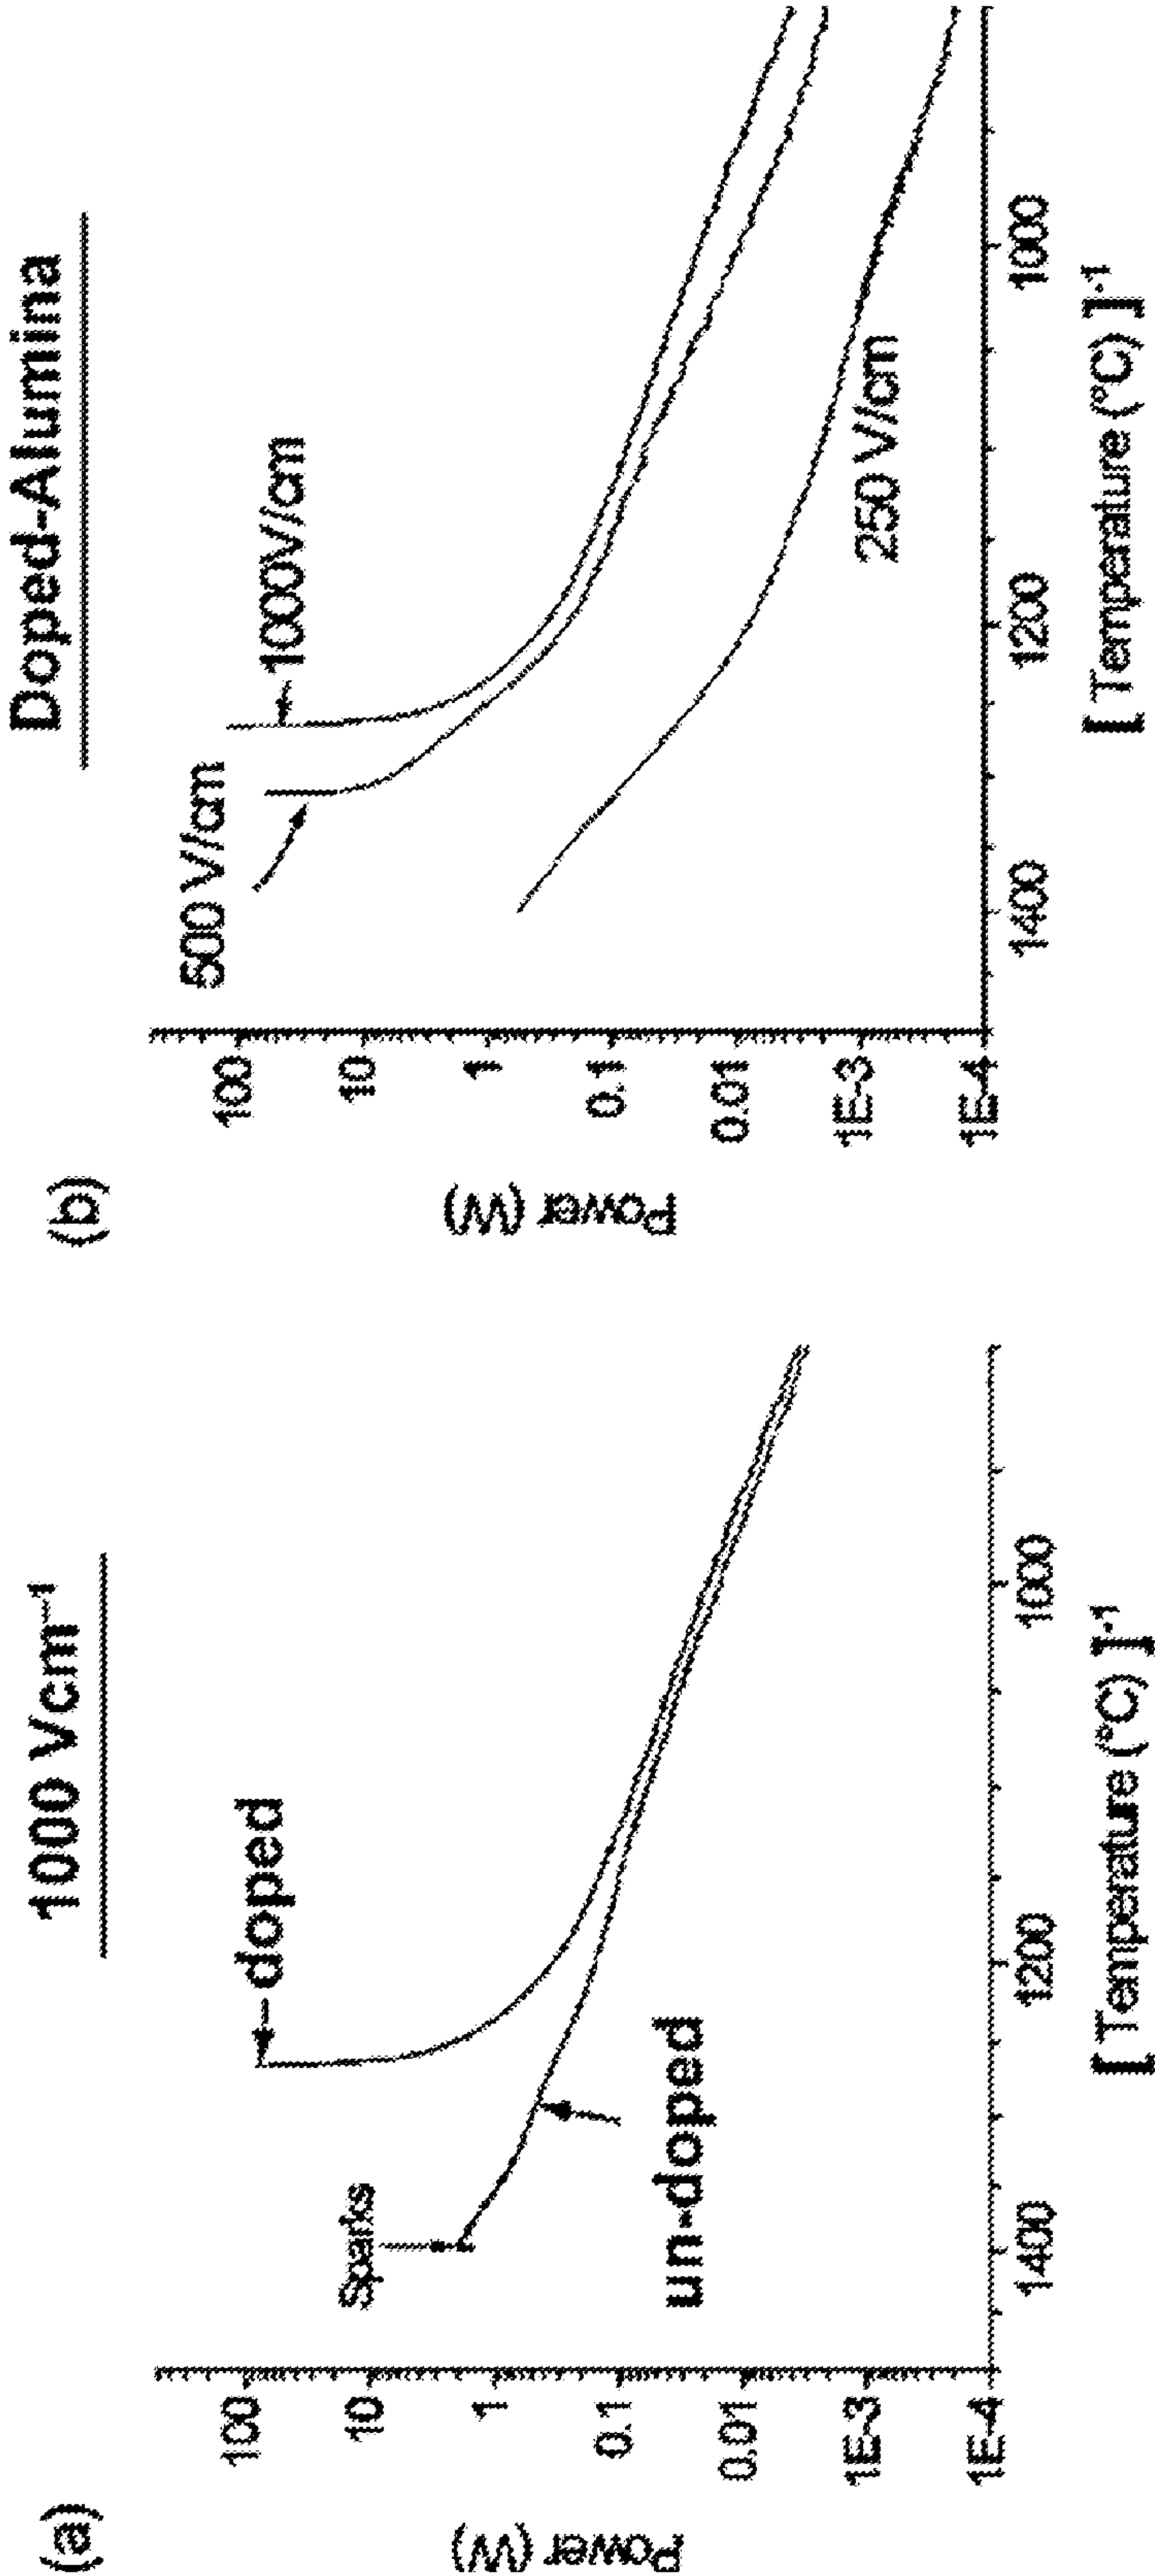 (a)
1000 Vcm⁻¹
Power (W)
100
10
1
0.1
0.01
1E-3
1E-4
Sparks
doped
un-doped
1400
1200
1000
[ Temperature (°C) ]⁻¹
(b)
Doped-Alumina
Power (W)
100
10
1
0.1
0.01
1E-3
1E-4
500 V/cm
1000V/cm
250 V/cm
1400
1200
1000
[ Temperature (°C) ]⁻¹